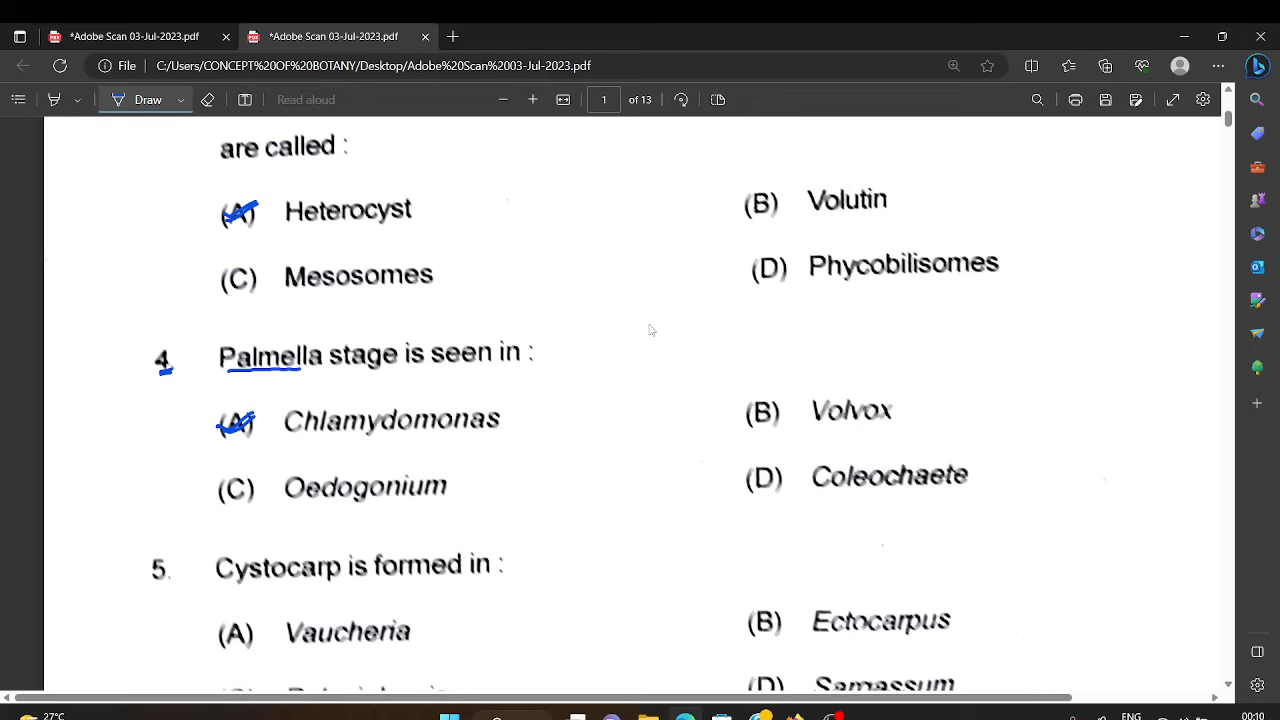 *Adobe Scan 03-Jul-2023.pdf
*Adobe Scan 03-Jul-2023.pdf
File C:/Users/CONCEPT%20OF%20BOTANY/Desktop/Adobe%20Scan%2003-Jul-2023.pdf
Draw Read aloud 1 of 13
are called :
(A) Heterocyst
(B) Volutin
(C) Mesosomes
(D) Phycobilisomes
4. Palmella stage is seen in :
(A) Chlamydomonas
(B) Volvox
(C) Oedogonium
(D) Coleochaete
5. Cystocarp is formed in :
(A) Vaucheria
(B) Ectocarpus
(D) Sargassum
27°C
ENG 00:10